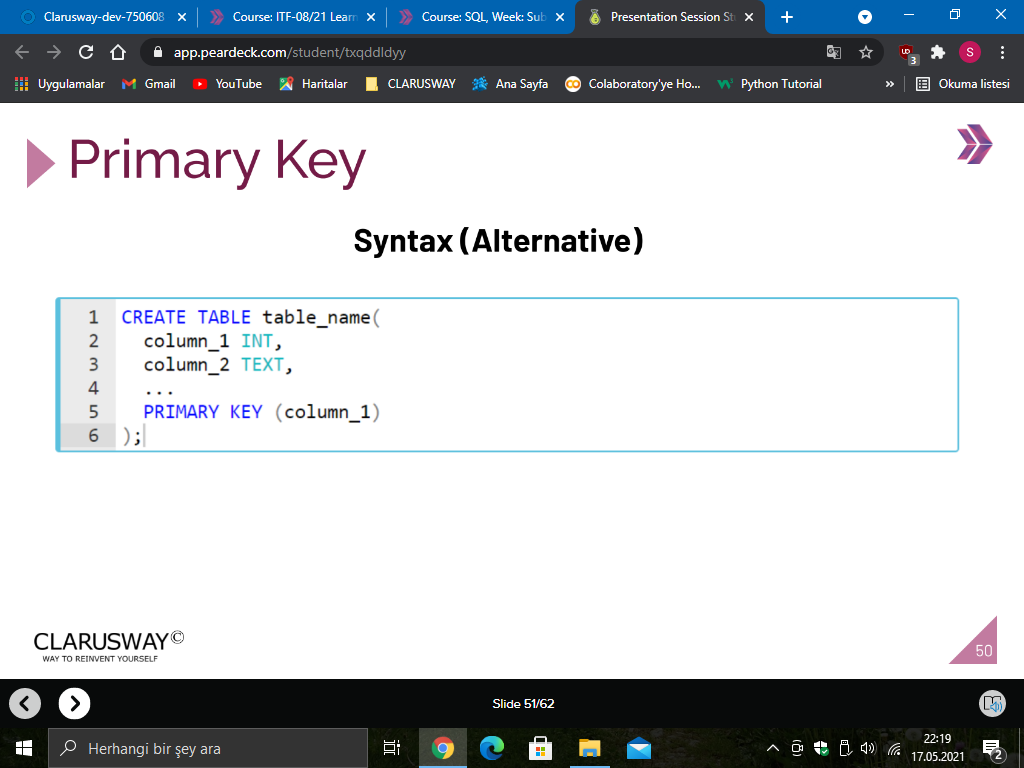 Clarusway-dev-750608
Course: ITF-08/21 Learn
Course: SQL, Week: Sub
Presentation Session St
app.peardeck.com/student/txqddldyy
3
S
Uygulamalar
Gmail
YouTube
Haritalar
CLARUSWAY
Ana Sayfa
Colaboratory'ye Ho...
Python Tutorial
»
Okuma listesi
Primary Key
Syntax (Alternative)
1 CREATE TABLE table_name(
2 column_1 INT,
3 column_2 TEXT,
4 ...
5 PRIMARY KEY (column_1)
6 );
CLARUSWAY©
WAY TO REINVENT YOURSELF
50
Slide 51/62
Herhangi bir şey ara
22:19
17.05.2021
2